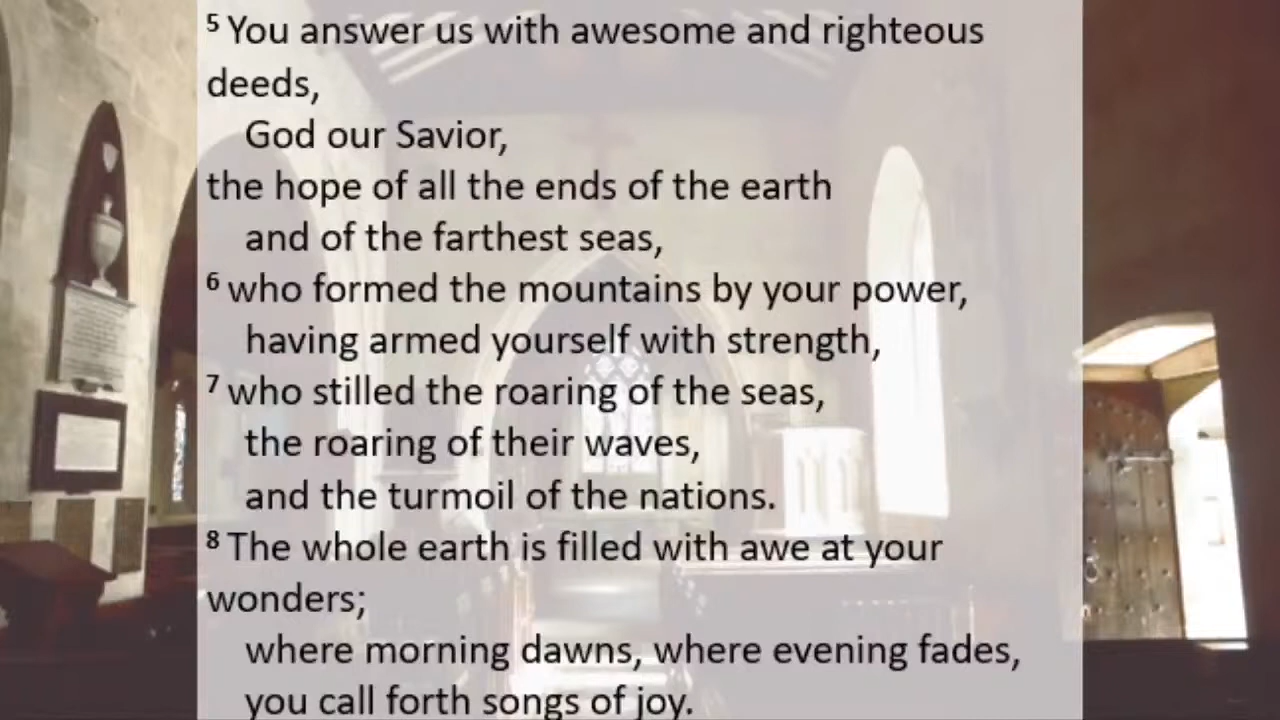 5 You answer us with awesome and righteous
deeds,
God our Savior,
the hope of all the ends of the earth
and of the farthest seas,
6 who formed the mountains by your power,
having armed yourself with strength,
7 who stilled the roaring of the seas,
the roaring of their waves,
and the turmoil of the nations.
8 The whole earth is filled with awe at your
wonders;
where morning dawns, where evening fades,
you call forth songs of joy.